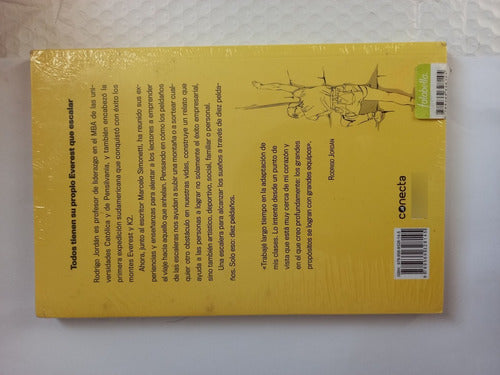 Todos tienen su propio Everest que escalar
Rodrigo Jordán es profesor de liderazgo en el MBA de las uni-
versidades Católica y de Pensilvania, y también encabezó la
primera expedición sudamericana que conquistó con éxito los
montes Everest y K2.
Ahora, junto al escritor Marcelo Simonetti, ha reunido sus ex-
periencias y enseñanzas para alentar a los lectores a emprender
el viaje hacia aquello que anhelan. Pensando en cómo los peldaños
de las escaleras nos ayudan a subir una montaña o a sortear cual-
quier otro obstáculo en nuestras vidas, construye un relato que
ayuda a las personas a lograr no solamente el éxito empresarial,
sino también artístico, deportivo, social, familiar o personal.
Una escalera para alcanzar los sueños a través de diez pelda-
ños. Solo eso: diez peldaños.
«Trabajé largo tiempo en la adaptación de
mis clases. Lo intenté desde un punto de
vista que está muy cerca de mi corazón y
en el que creo profundamente: los grandes
propósitos se logran con grandes equipos».
Rodrigo Jordán
falabella.
conecta